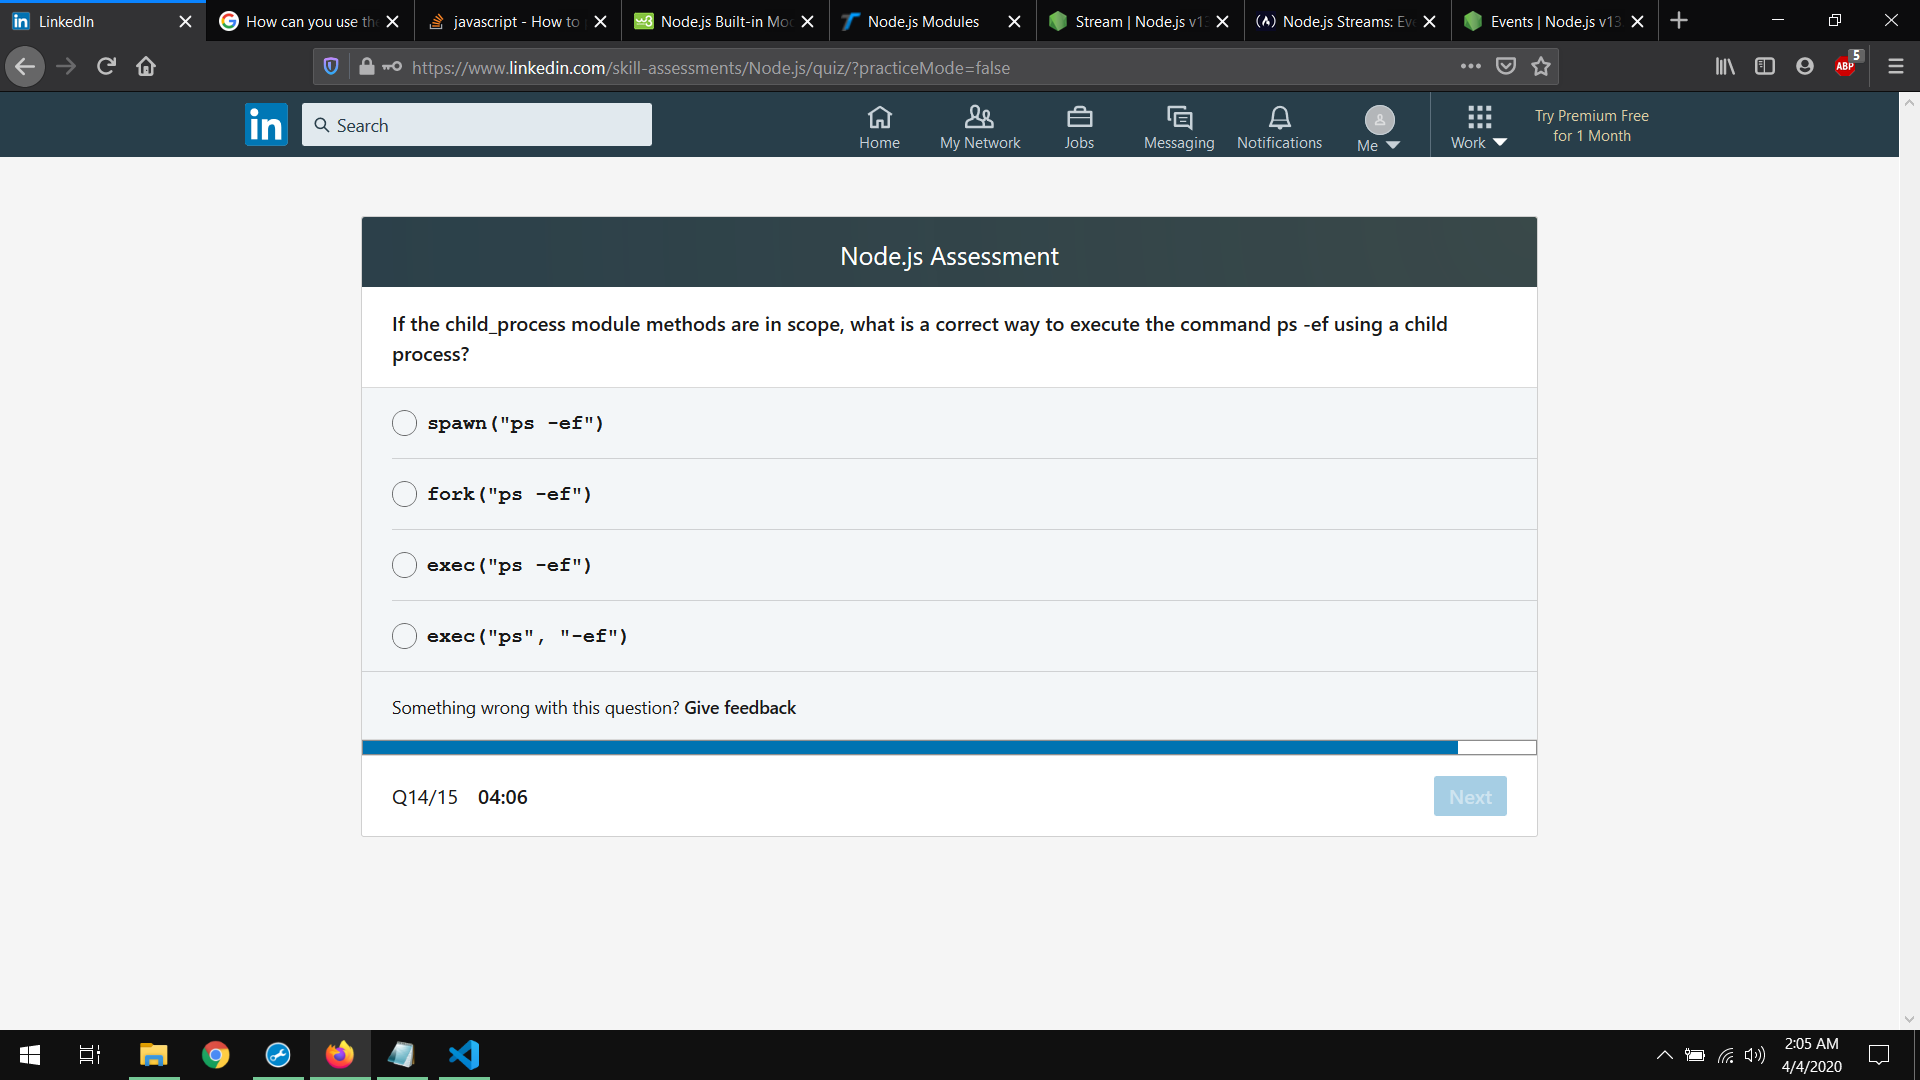 LinkedIn
How can you use th
javascript - How to
Node.js Built-in Mo
Node.js Modules
Stream | Node.js v13
Node.js Streams: Ev
Events | Node.js v13
https://www.linkedin.com/skill-assessments/Node.js/quiz/?practiceMode=false
ABP
5
in
Search
Home
My Network
Jobs
Messaging
Notifications
Me
Work
Try Premium Free
for 1 Month
Node.js Assessment
If the child_process module methods are in scope, what is a correct way to execute the command ps -ef using a child
process?
spawn("ps -ef")
fork("ps -ef")
exec("ps -ef")
exec("ps", "-ef")
Something wrong with this question? Give feedback
Q14/15 04:06
Next
2:05 AM
4/4/2020